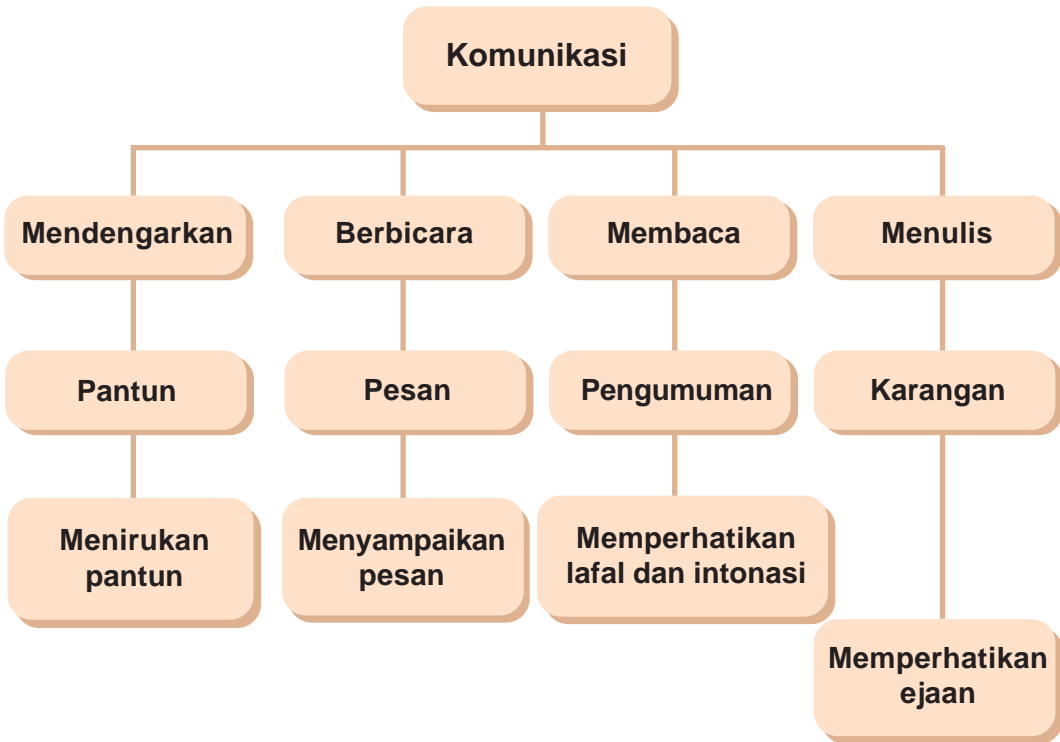 Komunikasi
Mendengarkan
Berbicara
Membaca
Menulis
Pantun
Pesan
Pengumuman
Karangan
Menirukan
pantun
Menyampaikan
pesan
Memperhatikan
lafal dan intonasi
Memperhatikan
ejaan